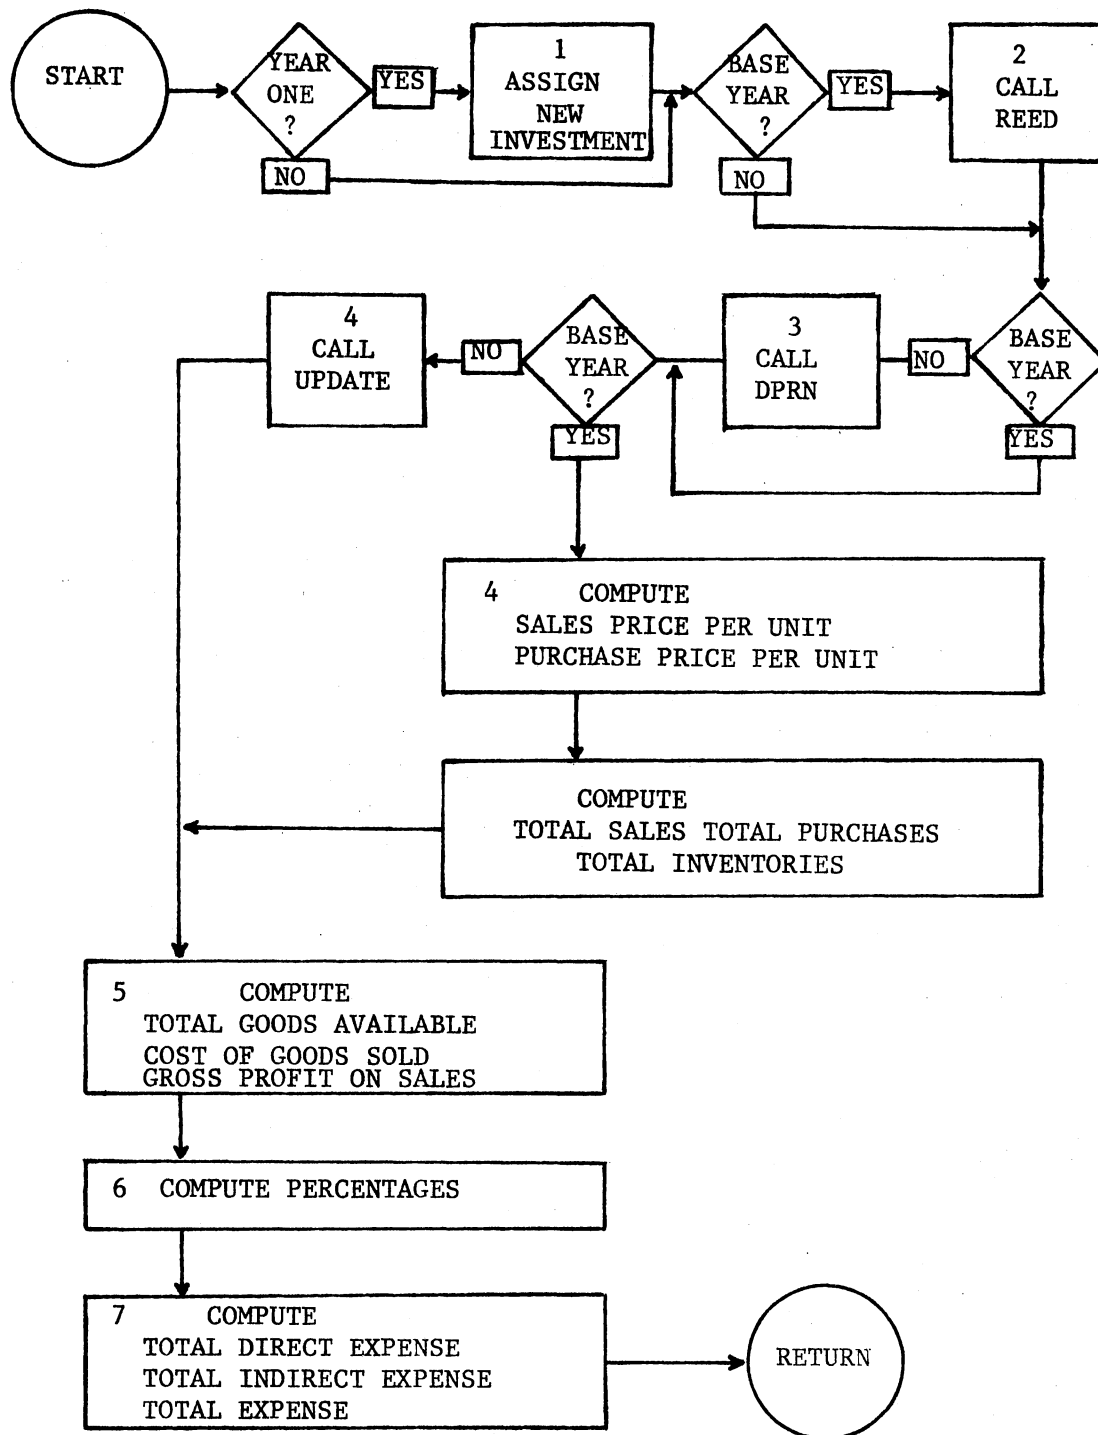 START
YEAR
ONE
?
YES
NO
1
ASSIGN
NEW
INVESTMENT
BASE
YEAR
?
YES
NO
2
CALL
REED
BASE
YEAR
?
NO
YES
3
CALL
DPRN
BASE
YEAR
?
NO
YES
4
CALL
UPDATE
4 COMPUTE
SALES PRICE PER UNIT
PURCHASE PRICE PER UNIT
COMPUTE
TOTAL SALES TOTAL PURCHASES
TOTAL INVENTORIES
5 COMPUTE
TOTAL GOODS AVAILABLE
COST OF GOODS SOLD
GROSS PROFIT ON SALES
6 COMPUTE PERCENTAGES
7 COMPUTE
TOTAL DIRECT EXPENSE
TOTAL INDIRECT EXPENSE
TOTAL EXPENSE
RETURN